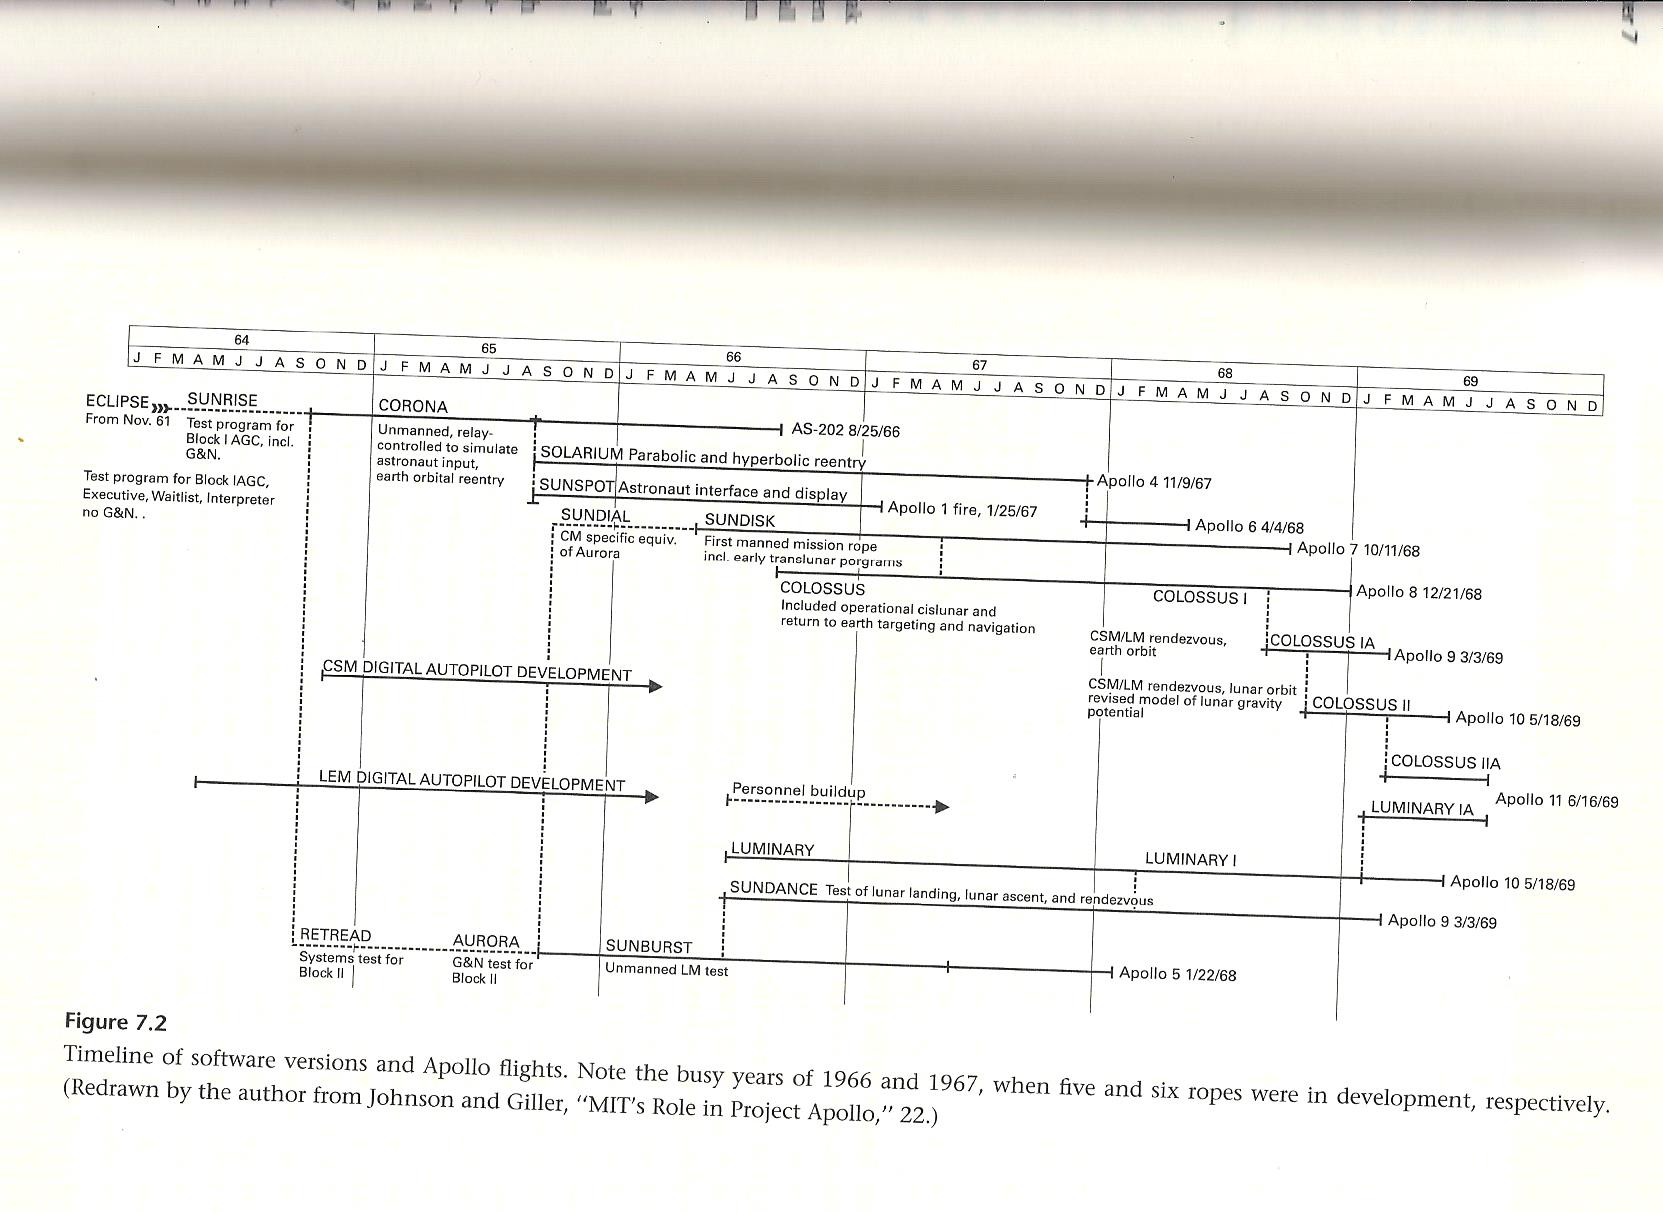 64 65 66 67 68 69
J F M A M J J A S O N D J F M A M J J A S O N D J F M A M J J A S O N D J F M A M J J A S O N D J F M A M J J A S O N D J F M A M J J A S O N D
ECLIPSE
From Nov. 61
SUNRISE
Test program for
Block I AGC, incl.
G&N.
Test program for Block IAGC,
Executive, Waitlist, Interpreter
no G&N. .
CORONA
Unmanned, relay-
controlled to simulate
astronaut input,
earth orbital reentry
AS-202 8/25/66
SOLARIUM Parabolic and hyperbolic reentry
Apollo 4 11/9/67
SUNSPOT Astronaut interface and display
Apollo 1 fire, 1/25/67
Apollo 6 4/4/68
SUNDIAL
CM specific equiv.
of Aurora
SUNDISK
First manned mission rope
incl. early translunar porgrams
Apollo 7 10/11/68
COLOSSUS
Included operational cislunar and
return to earth targeting and navigation
COLOSSUS I
Apollo 8 12/21/68
CSM/LM rendezvous,
earth orbit
COLOSSUS IA
Apollo 9 3/3/69
CSM/LM rendezvous, lunar orbit
revised model of lunar gravity
potential
COLOSSUS II
Apollo 10 5/18/69
CSM DIGITAL AUTOPILOT DEVELOPMENT
COLOSSUS IIA
LEM DIGITAL AUTOPILOT DEVELOPMENT
Personnel buildup
Apollo 11 6/16/69
LUMINARY IA
LUMINARY
LUMINARY I
Apollo 10 5/18/69
SUNDANCE Test of lunar landing, lunar ascent, and rendezvous
Apollo 9 3/3/69
RETREAD
Systems test for
Block II
AURORA
G&N test for
Block II
SUNBURST
Unmanned LM test
Apollo 5 1/22/68
Figure 7.2
Timeline of software versions and Apollo flights. Note the busy years of 1966 and 1967, when five and six ropes were in development, respectively.
(Redrawn by the author from Johnson and Giller, “MIT’s Role in Project Apollo,” 22.)